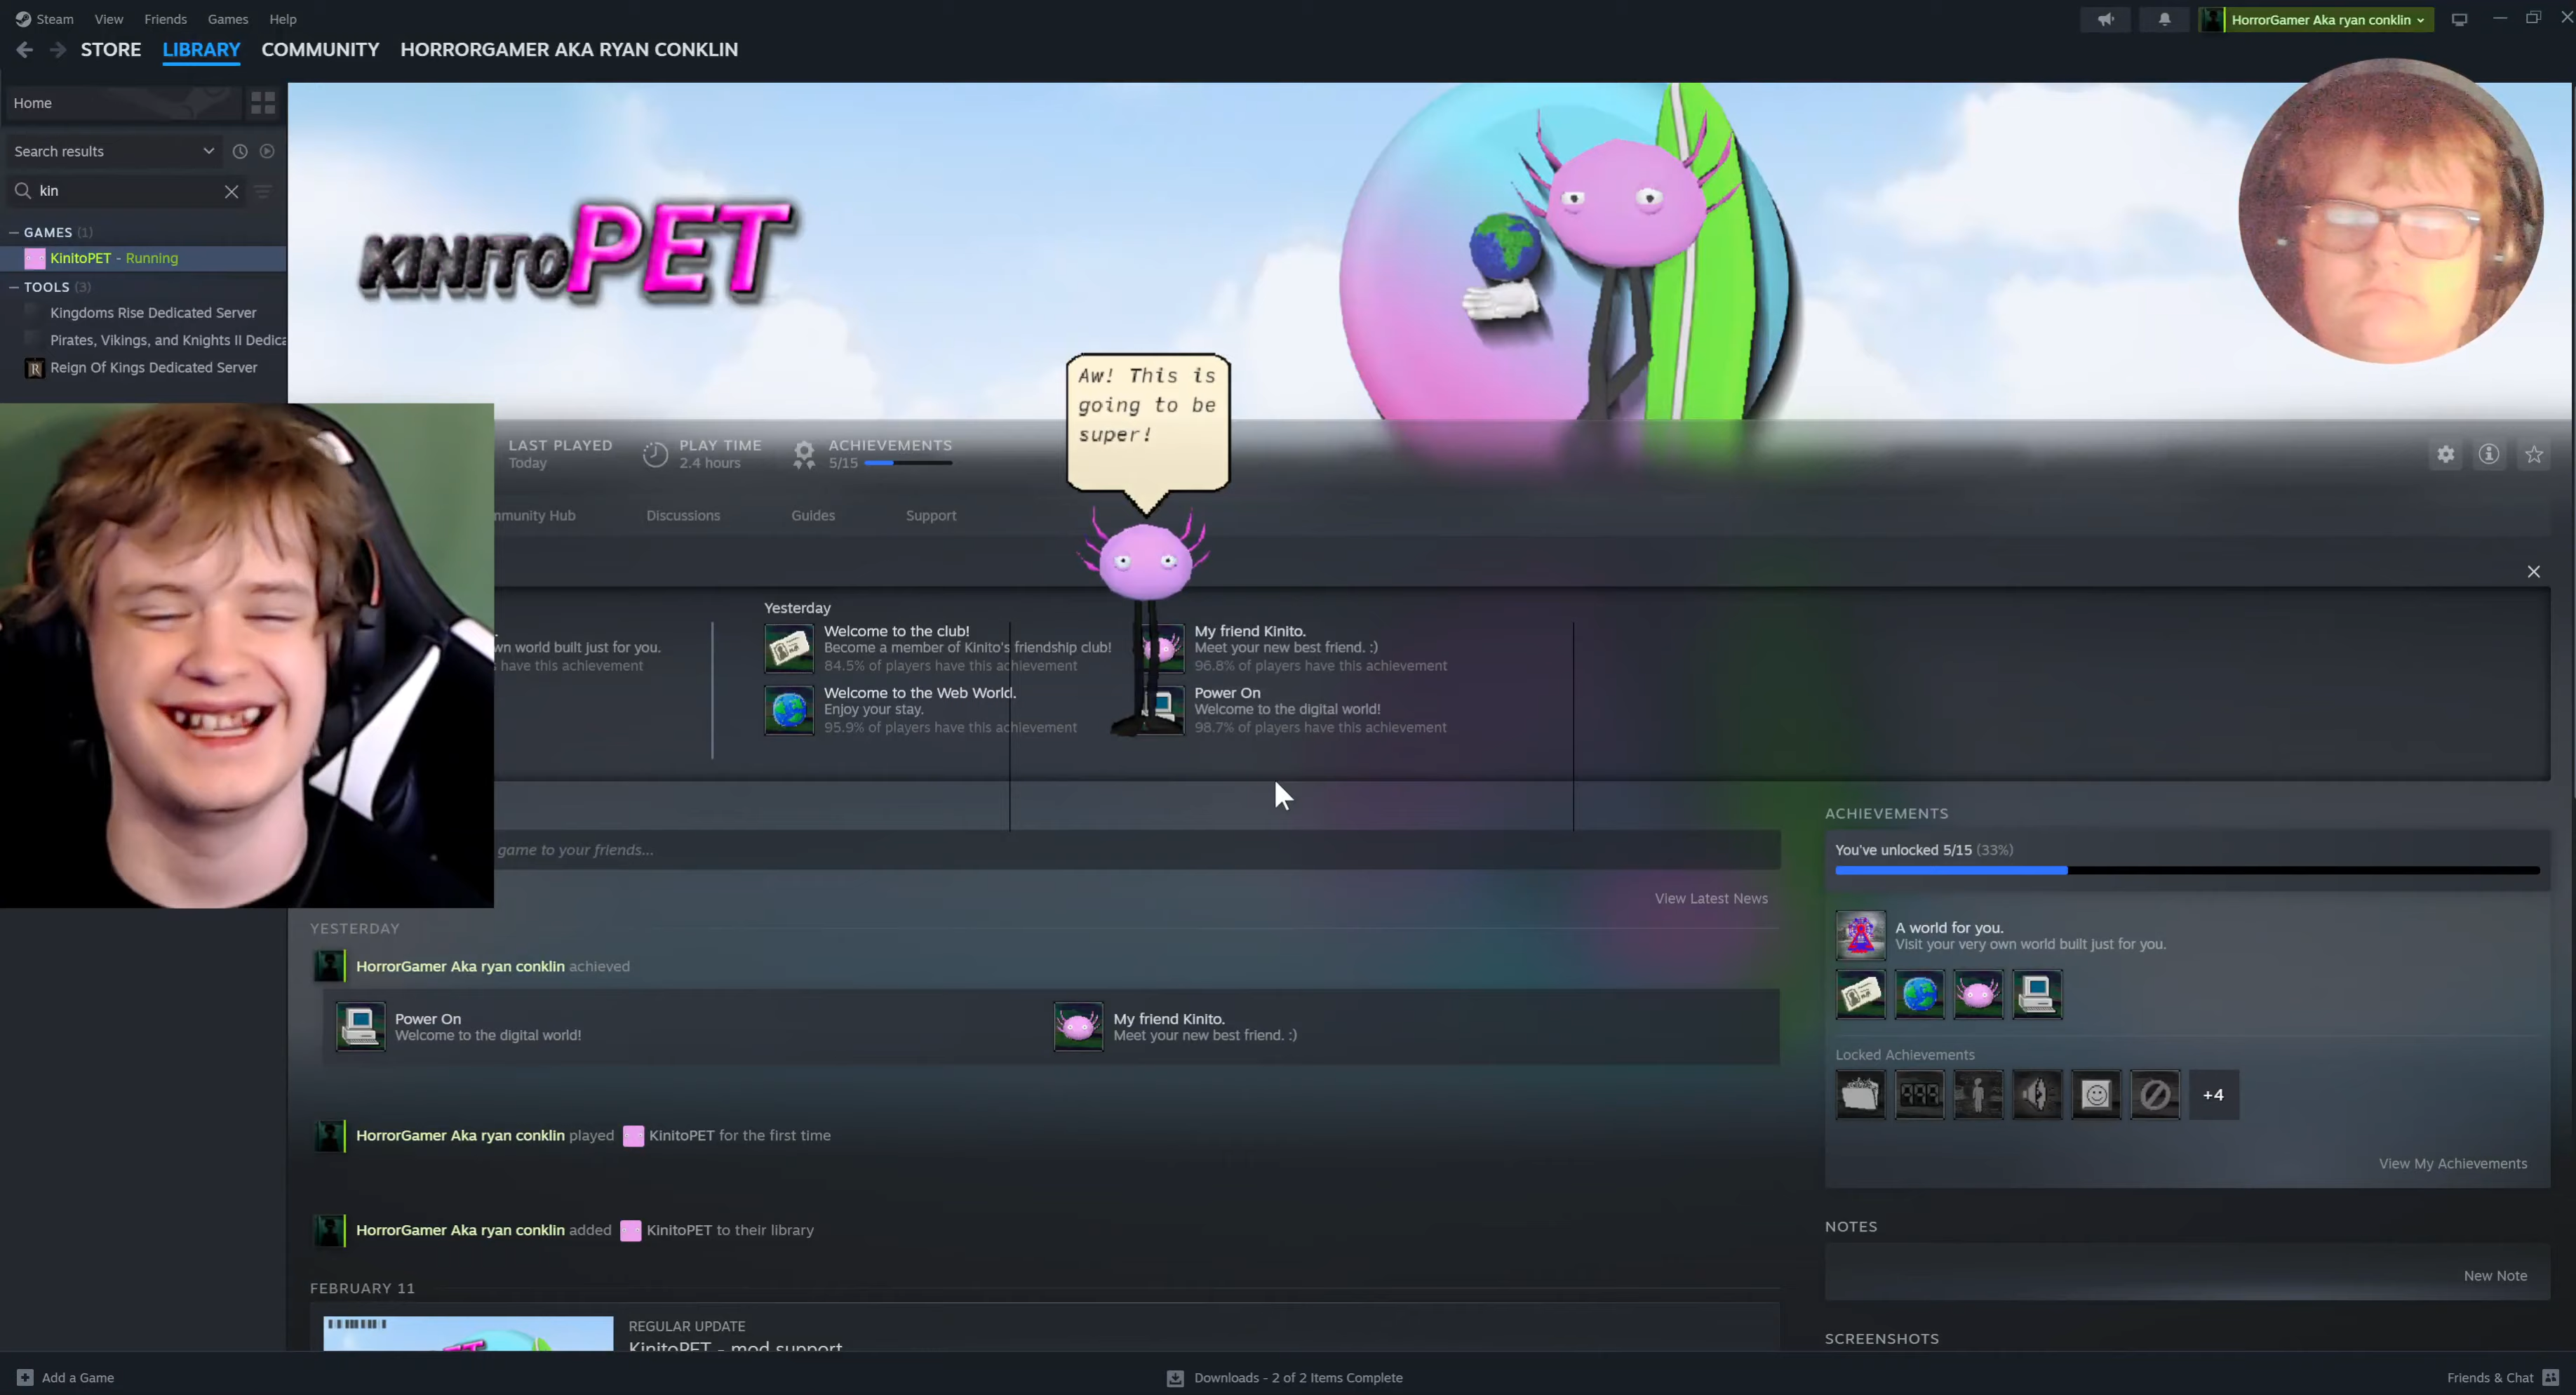 Steam View Friends Games Help
HorrorGamer Aka ryan conklin
STORE LIBRARY COMMUNITY HORRORGAMER AKA RYAN CONKLIN
Home
Search results
kin
GAMES (1)
KinitoPET - Running
TOOLS (3)
Kingdoms Rise Dedicated Server
Pirates, Vikings, and Knights II Dedica
Reign Of Kings Dedicated Server
KINITOPET
Aw! This is
going to be
super!
LAST PLAYED
Today
PLAY TIME
2.4 hours
ACHIEVEMENTS
5/15
mmunity Hub Discussions Guides Support
wn world built just for you.
have this achievement
Yesterday
Welcome to the club!
Become a member of Kinito's friendship club!
84.5% of players have this achievement
Welcome to the Web World.
Enjoy your stay.
95.9% of players have this achievement
My friend Kinito.
Meet your new best friend. :)
96.8% of players have this achievement
Power On
Welcome to the digital world!
98.7% of players have this achievement
game to your friends...
View Latest News
YESTERDAY
HorrorGamer Aka ryan conklin achieved
Power On
Welcome to the digital world!
My friend Kinito.
Meet your new best friend. :)
HorrorGamer Aka ryan conklin played KinitoPET for the first time
HorrorGamer Aka ryan conklin added KinitoPET to their library
FEBRUARY 11
REGULAR UPDATE
KinitoPET - mod support
ACHIEVEMENTS
You've unlocked 5/15 (33%)
A world for you.
Visit your very own world built just for you.
Locked Achievements
999
+4
View My Achievements
NOTES
New Note
SCREENSHOTS
Add a Game
Downloads - 2 of 2 Items Complete
Friends & Chat